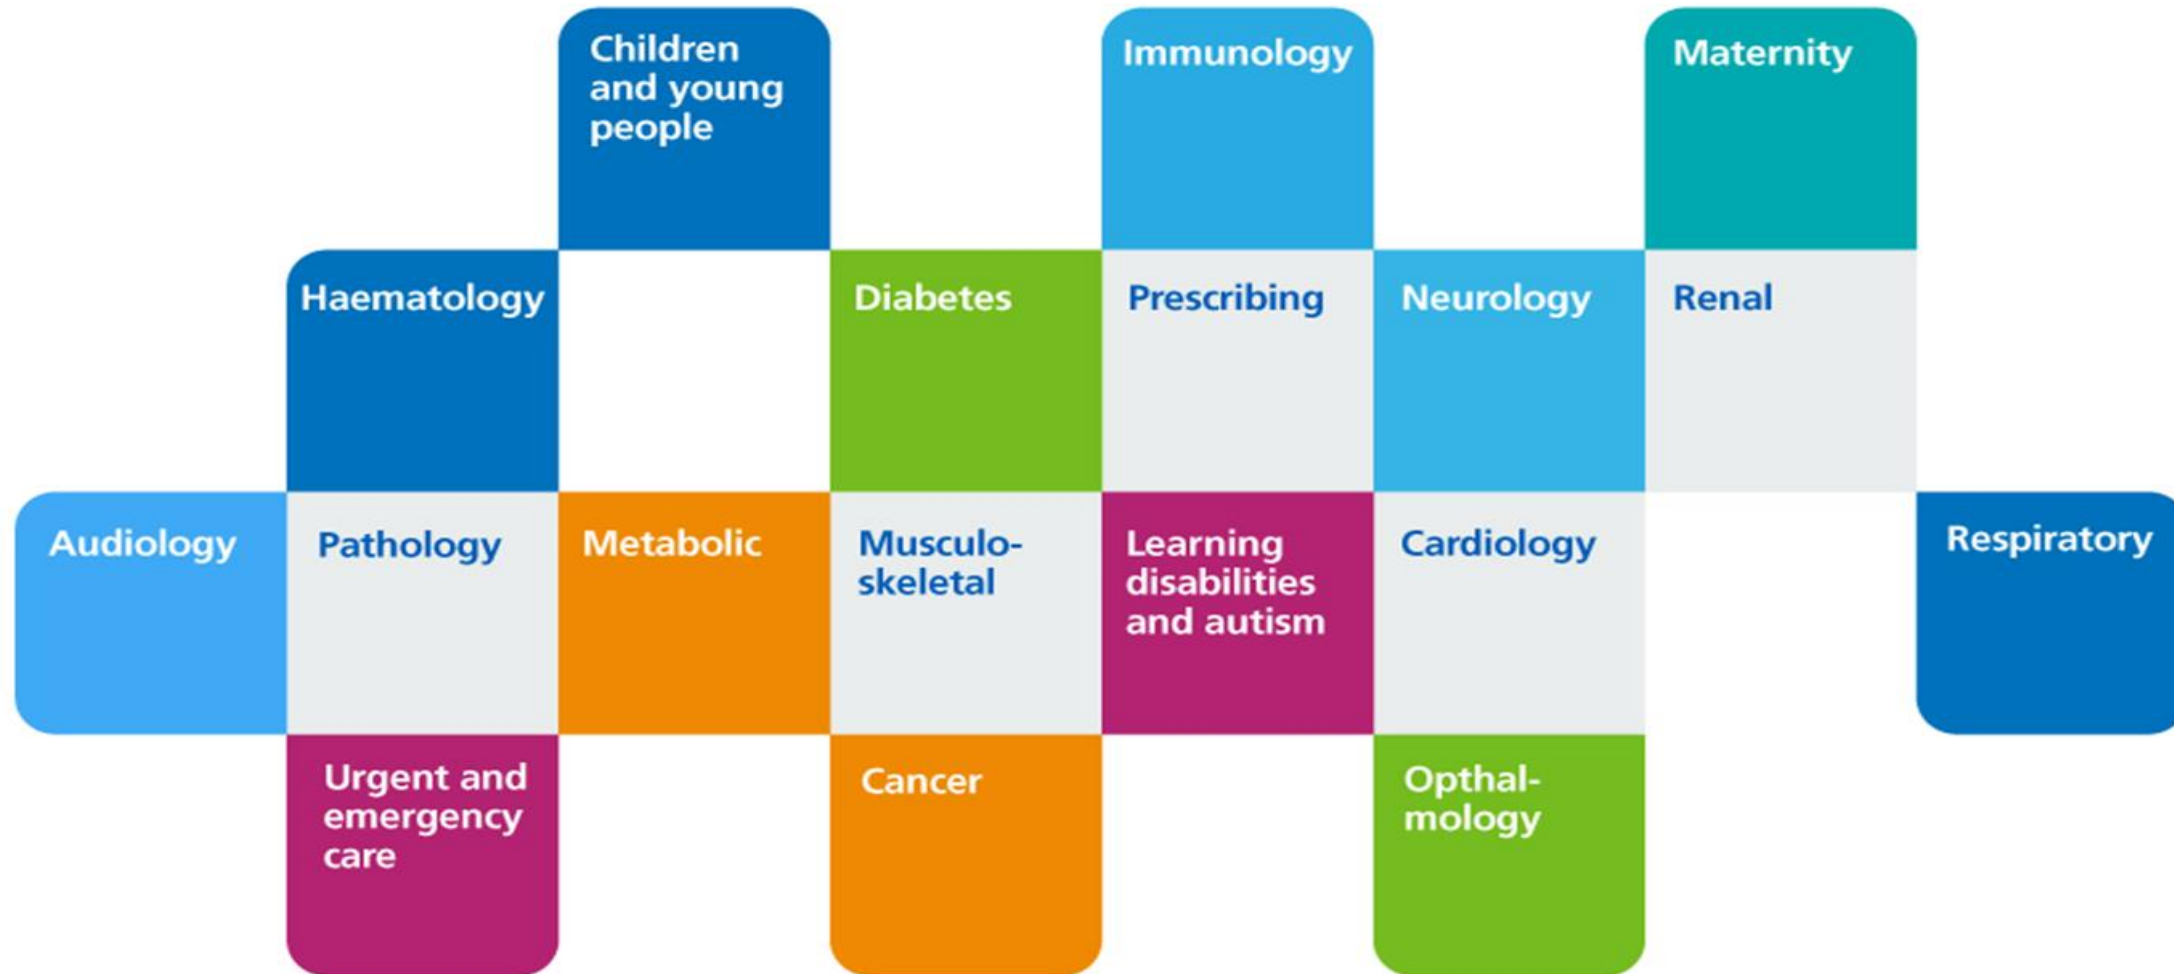 Children
and young
people
Immunology
Maternity
Haematology
Diabetes
Prescribing
Neurology
Renal
Audiology
Pathology
Metabolic
Musculo-
skeletal
Learning
disabilities
and autism
Cardiology
Respiratory
Urgent and
emergency
care
Cancer
Opthal-
mology